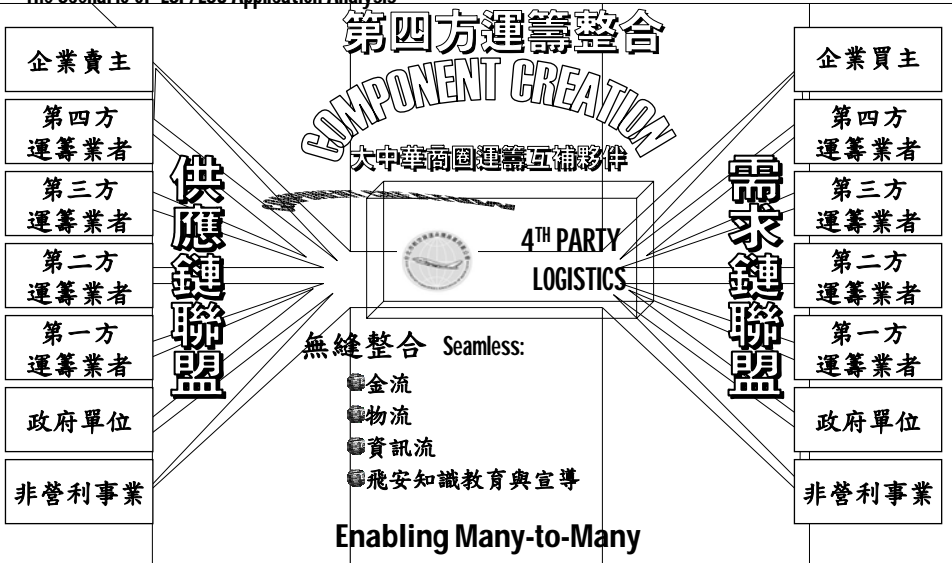 第四方運籌整合
COMPONENT CREATION
大中華商圈運籌互補夥伴
企業賣主
第四方
運籌業者
第三方
運籌業者
第二方
運籌業者
第一方
運籌業者
政府單位
非營利事業
供應鏈聯盟
4TH PARTY
LOGISTICS
無縫整合 Seamless:
金流
物流
資訊流
飛安知識教育與宣導
Enabling Many-to-Many
需求鏈聯盟
企業買主
第四方
運籌業者
第三方
運籌業者
第二方
運籌業者
第一方
運籌業者
政府單位
非營利事業